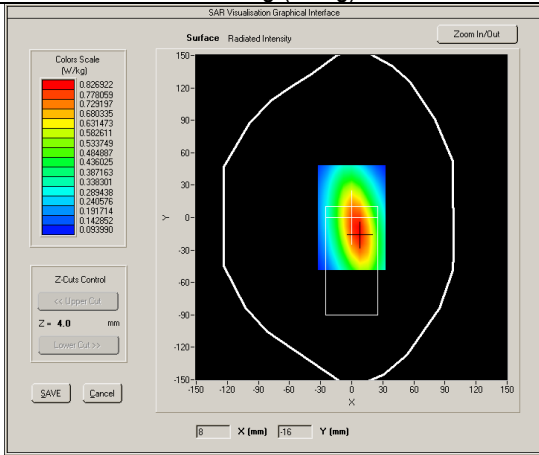 SAR Visualisation Graphical Interface
Surface Radiated Intensity
Zoom In/Out
Colors Scale
(W/kg)
0.826922
0.778059
0.729197
0.680335
0.631473
0.582611
0.533749
0.484887
0.436025
0.387163
0.338301
0.289438
0.240576
0.191714
0.142852
0.093990
Z-Cuts Control
<< Upper Cut
Z = 4.0 mm
Lower Cut >>
SAVE Cancel
150-
120-
90-
60-
30-
0-
-30-
-60-
-90-
-120-
-150-
Y
-150 -120 -90 -60 -30 0 30 60 90 120 150
X
8 X (mm) -16 Y (mm)